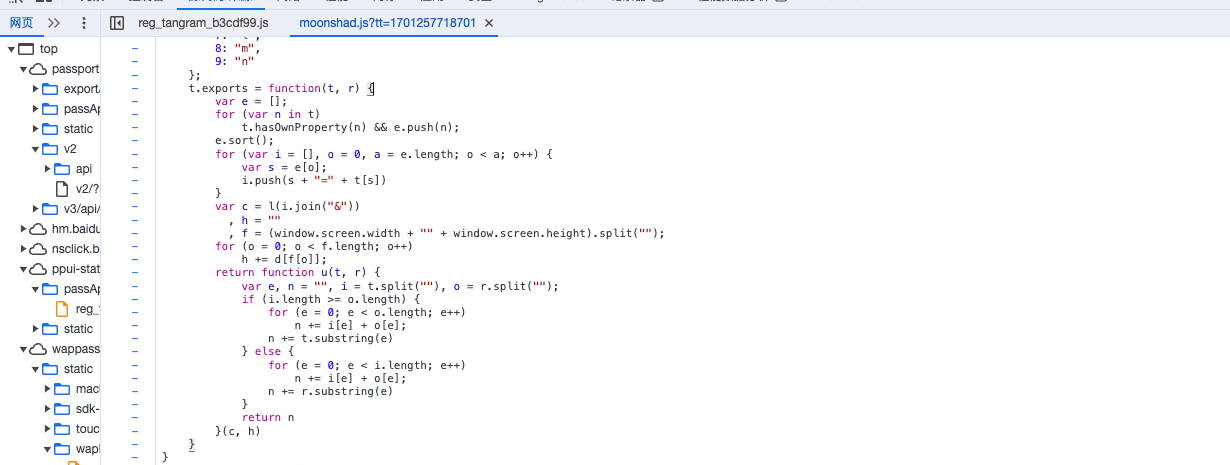 网页
reg_tangram_b3cdf99.js
moonshad.js?tt=1701257718701
top
passport
export/
passAp
static
v2
api
v2/?
v3/api/
hm.baidu
nsclick.b
ppui-stat
passAp
reg_
static
wappass
static
sdk-
touc
8: "m",
9: "n"
};
t.exports = function(t, r) {
var e = [];
for (var n in t)
t.hasOwnProperty(n) && e.push(n);
e.sort();
for (var i = [], o = 0, a = e.length; o < a; o++) {
var s = e[o];
i.push(s + "=" + t[s])
}
var c = l(i.join("&"))
, h = ""
, f = (window.screen.width + "" + window.screen.height).split("");
for (o = 0; o < f.length; o++)
h += d[f[o]];
return function u(t, r) {
var e, n = "", i = t.split(""), o = r.split("");
if (i.length >= o.length) {
for (e = 0; e < o.length; e++)
n += i[e] + o[e];
n += t.substring(e)
} else {
for (e = 0; e < i.length; e++)
n += i[e] + o[e];
n += r.substring(e)
}
return n
}(c, h)
}
}